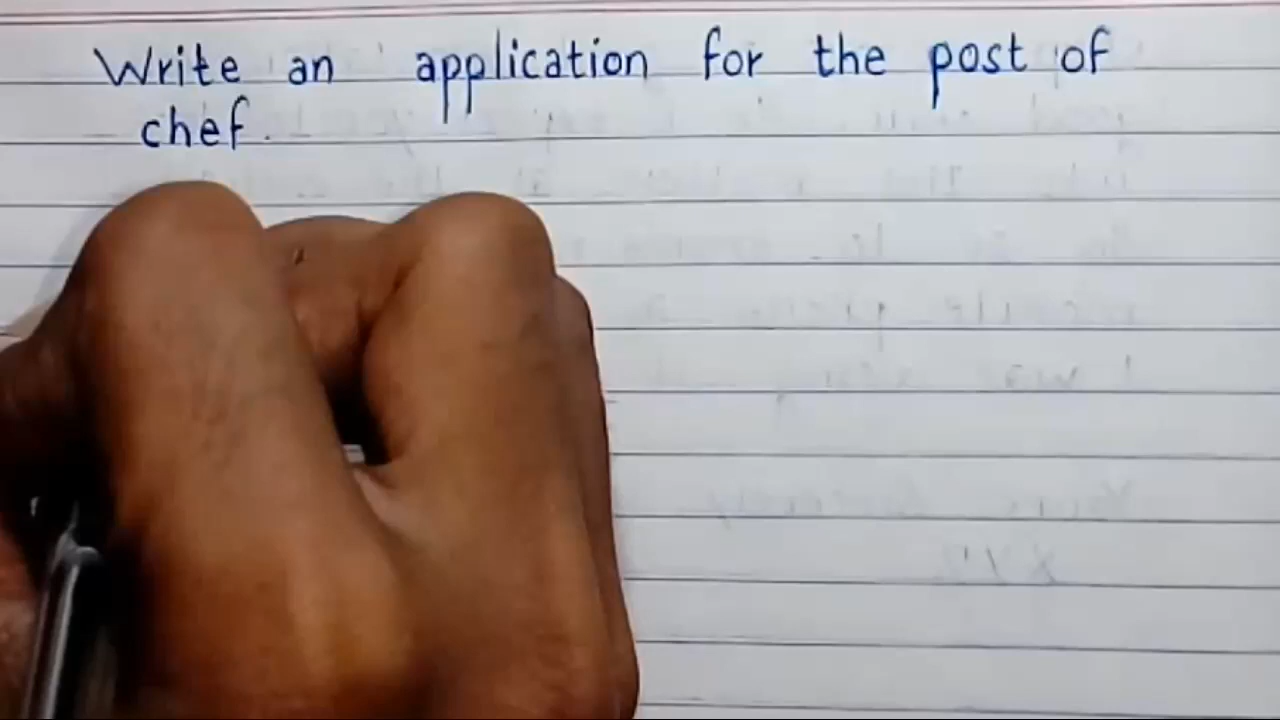 Write an application for the post of
chef.